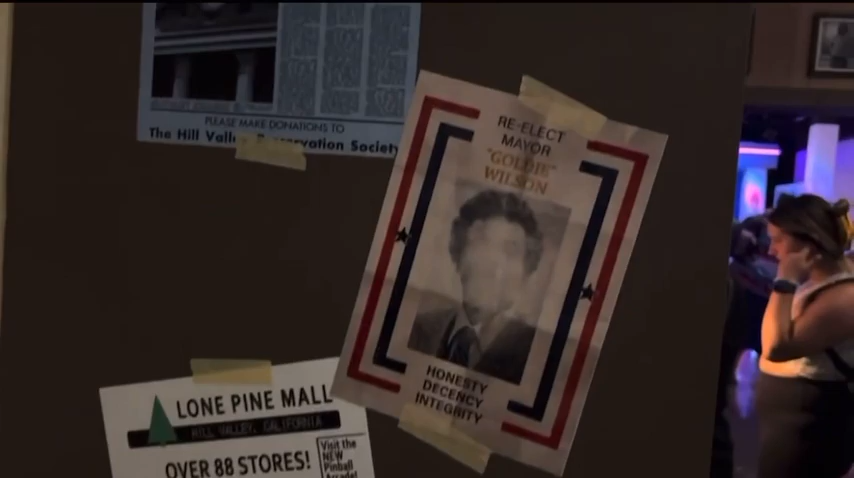 PLEASE MAKE DONATIONS TO
The Hill Valley Preservation Society
RE-ELECT
MAYOR
"GOLDIE"
WILSON
HONESTY
DECENCY
INTEGRITY
LONE PINE MALL
HILL VALLEY, CALIFORNIA
OVER 88 STORES!
Visit the
NEW
Pinball
Arcade!